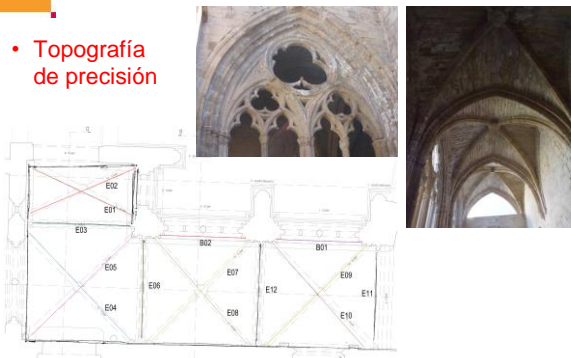 • Topografía
de precisión
E02
E01
E03
B02
B01
E05
E07
E09
E06
E12
E11
E04
E08
E10